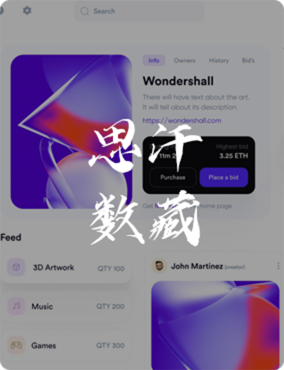 Search
Info Owners History Bid's
Wondershall
There will have text about the art.
It will tell about its description.
https://wondershall.com
Highest bid
11m 2
3.25 ETH
Purchase
Place a bid
思汗
数藏
home page
Feed
3D Artwork QTY 100
Music QTY 200
Games QTY 300
John Martinez (creator)